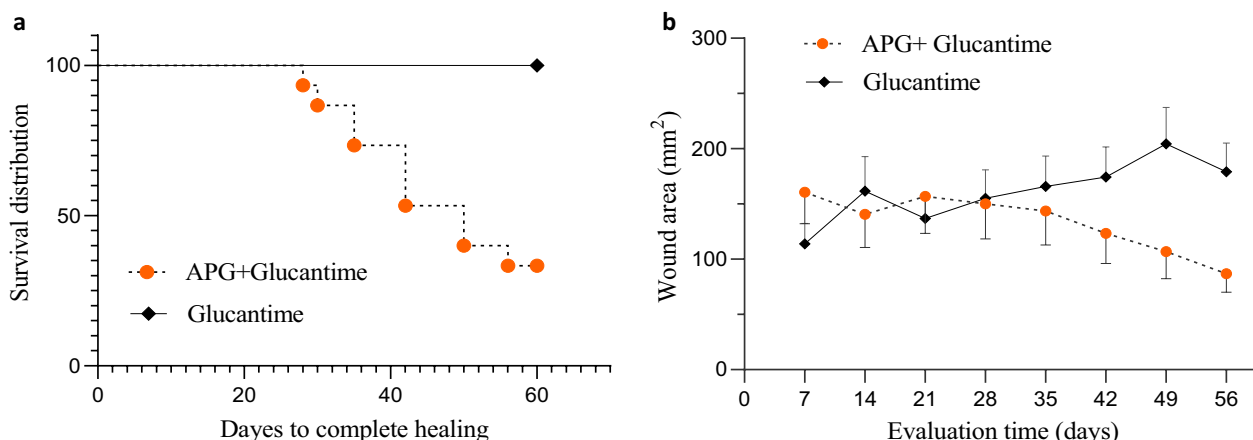 a
Survival distribution
100
50
0
APG+Glucantime
Glucantime
0 20 40 60
Dayes to complete healing
b
Wound area (mm²)
300
200
100
0
APG+ Glucantime
Glucantime
0 7 14 21 28 35 42 49 56
Evaluation time (days)